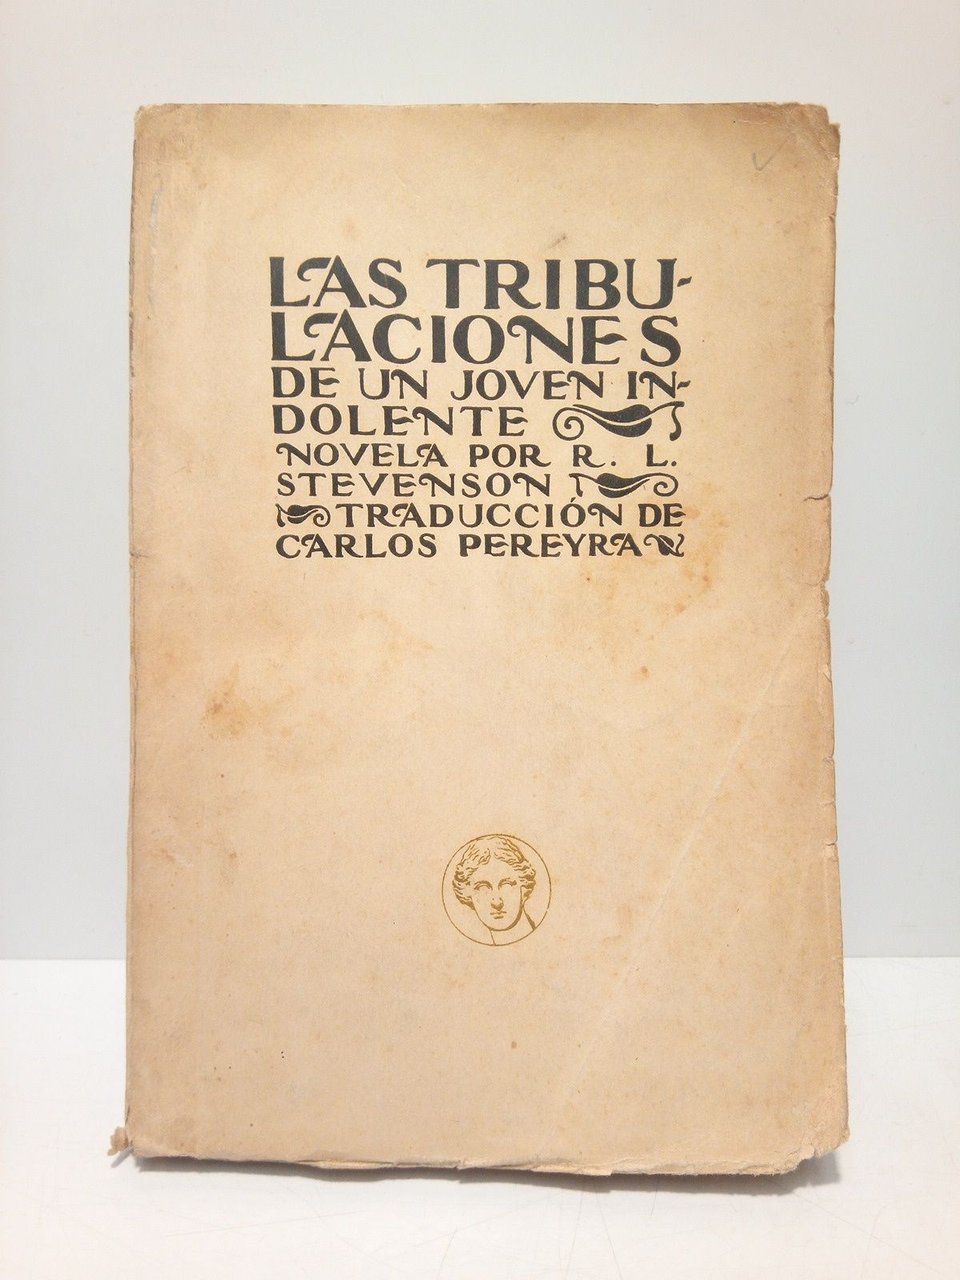 LAS TRIBU-
LACIONES
DE UN JOVEN IN-
DOLENTE
NOVELA POR R. L.
STEVENSON
TRADUCCIÓN DE
CARLOS PEREYRA